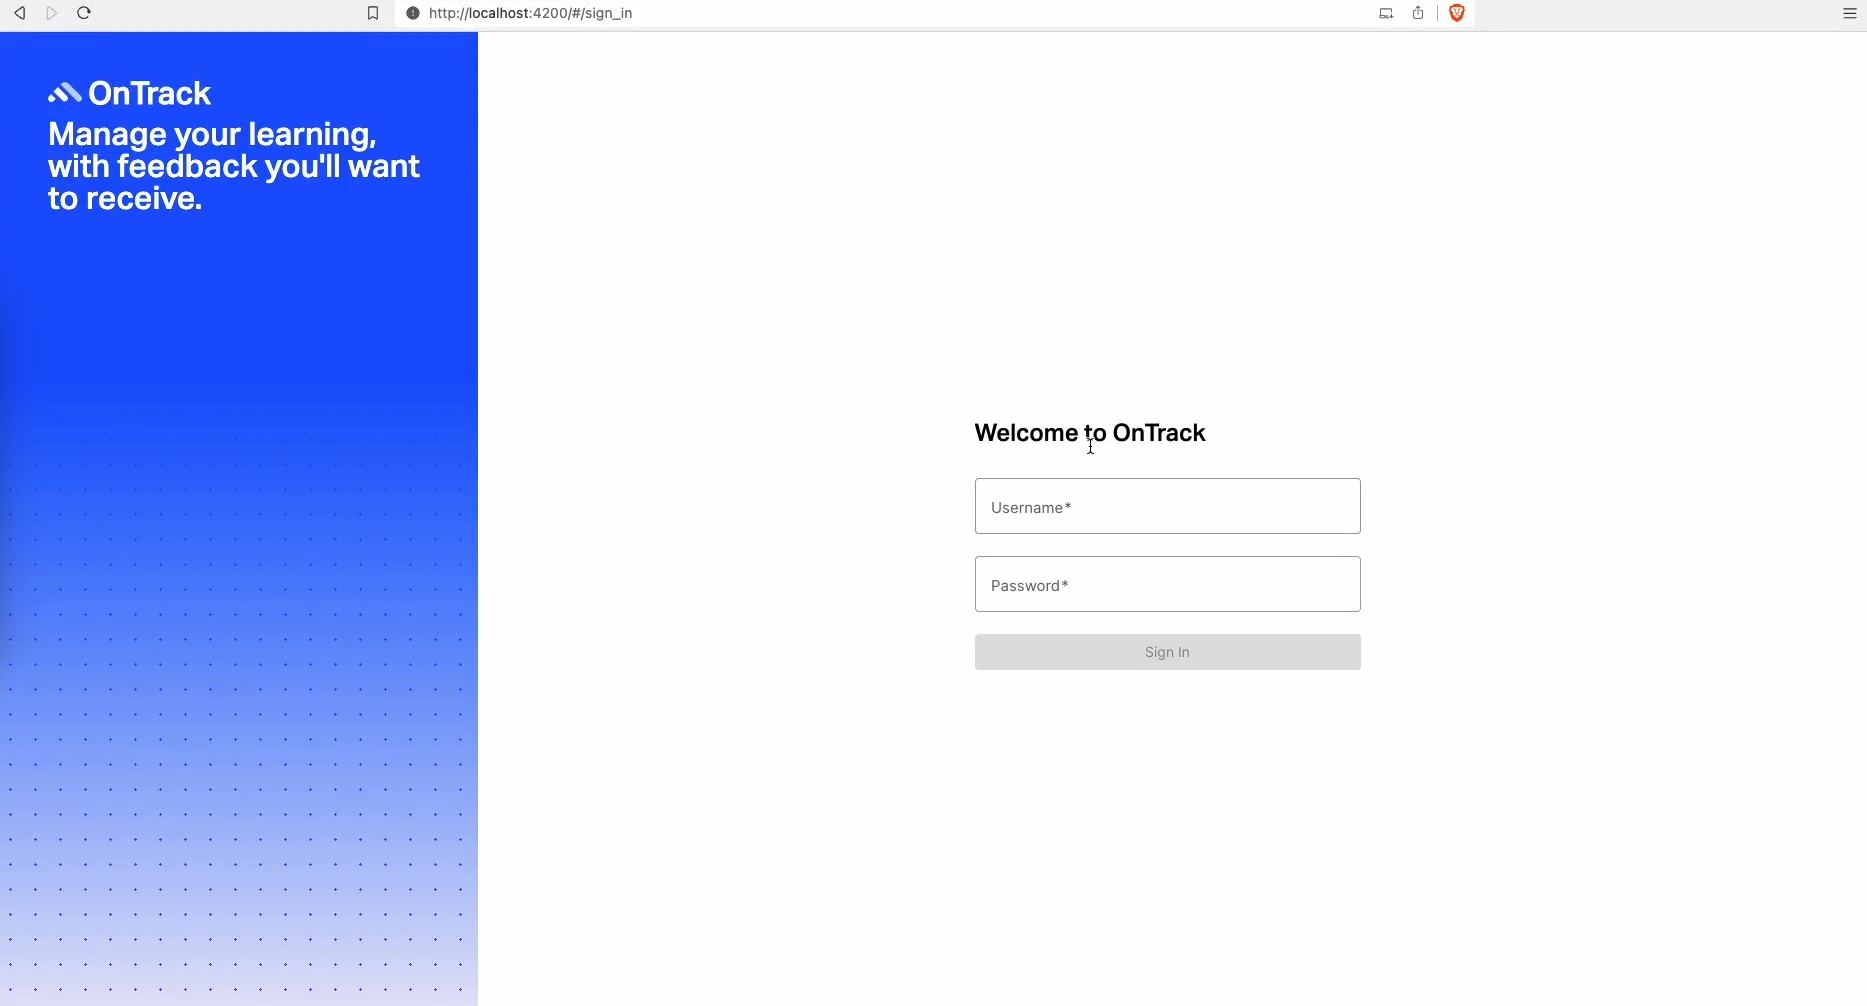 http://localhost:4200/#/sign_in
OnTrack
Manage your learning,
with feedback you'll want
to receive.
Welcome to OnTrack
Username*
Password*
Sign In